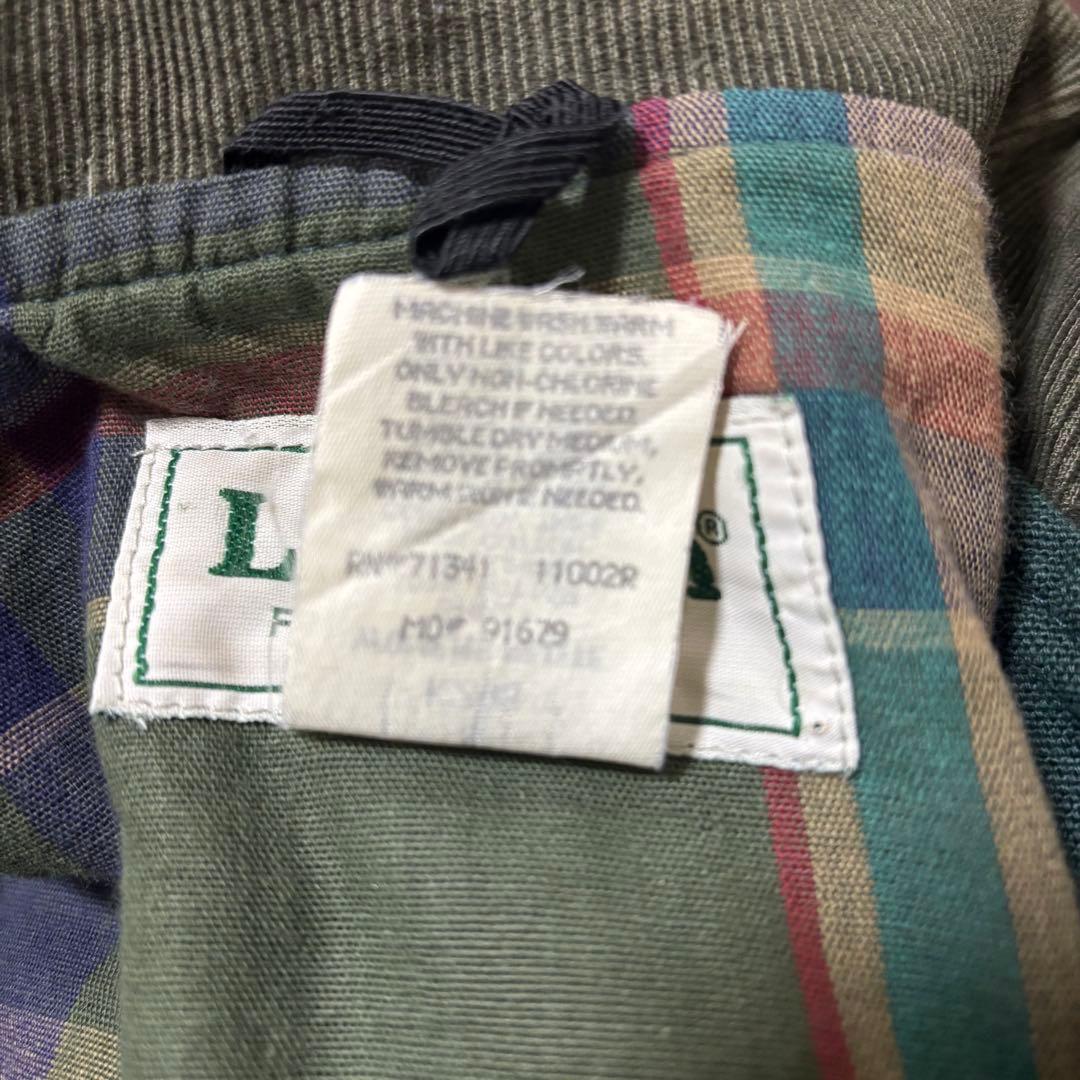 MACHINE WASH WARM
WITH LIKE COLORS.
ONLY NON-CHLORINE
BLEACH IF NEEDED.
TUMBLE DRY MEDIUM,
REMOVE PROMPTLY,
WARM IF NEEDED.
RN# 71341 11002R
MO# 91679
L
®
F